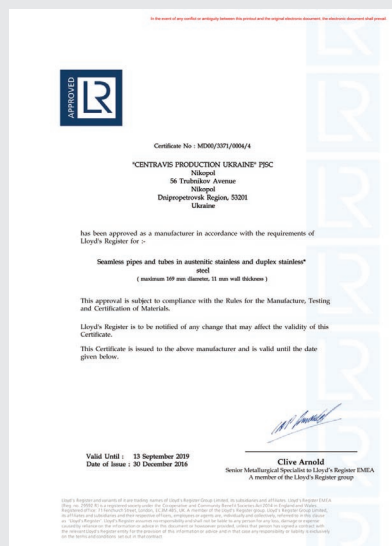 In the event of any conflict or ambiguity between this printout and the original electronic document, the electronic document shall prevail
APPROVED
LR
Certificate No : MD00/3371/0004/4
"CENTRAVIS PRODUCTION UKRAINE" PJSC
Nikopol
56 Trubnikov Avenue
Nikopol
Dnipropetrovsk Region, 53201
Ukraine
has been approved as a manufacturer in accordance with the requirements of
Lloyd's Register for :-
Seamless pipes and tubes in austenitic stainless and duplex stainless"
steel
( maximum 169 mm diameter, 11 mm wall thickness )
This approval is subject to compliance with the Rules for the Manufacture, Testing
and Certification of Materials.
Lloyd's Register is to be notified of any change that may affect the validity of this
Certificate.
This Certificate is issued to the above manufacturer and is valid until the date
given below.
Valid Until : 13 September 2019
Date of Issue : 30 December 2016
Clive Arnold
Senior Metallurgical Specialist to Lloyd's Register EMEA
A member of the Lloyd's Register group